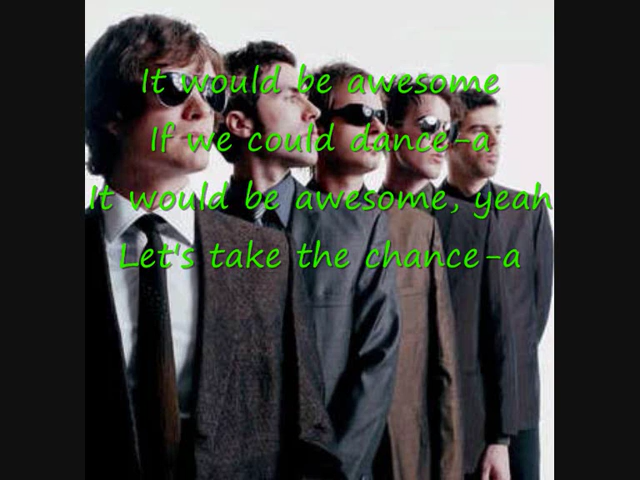 It would be awesome
If we could dance-a
It would be awesome, yeah
Let's take the chance-a